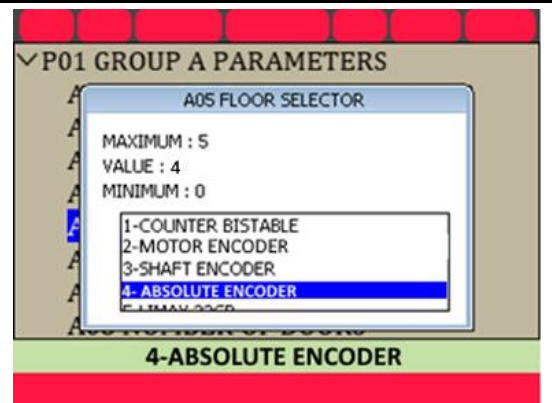 P01 GROUP A PARAMETERS
A05 FLOOR SELECTOR
MAXIMUM : 5
VALUE : 4
MINIMUM : 0
1-COUNTER BISTABLE
2-MOTOR ENCODER
3-SHAFT ENCODER
4- ABSOLUTE ENCODER
4-ABSOLUTE ENCODER